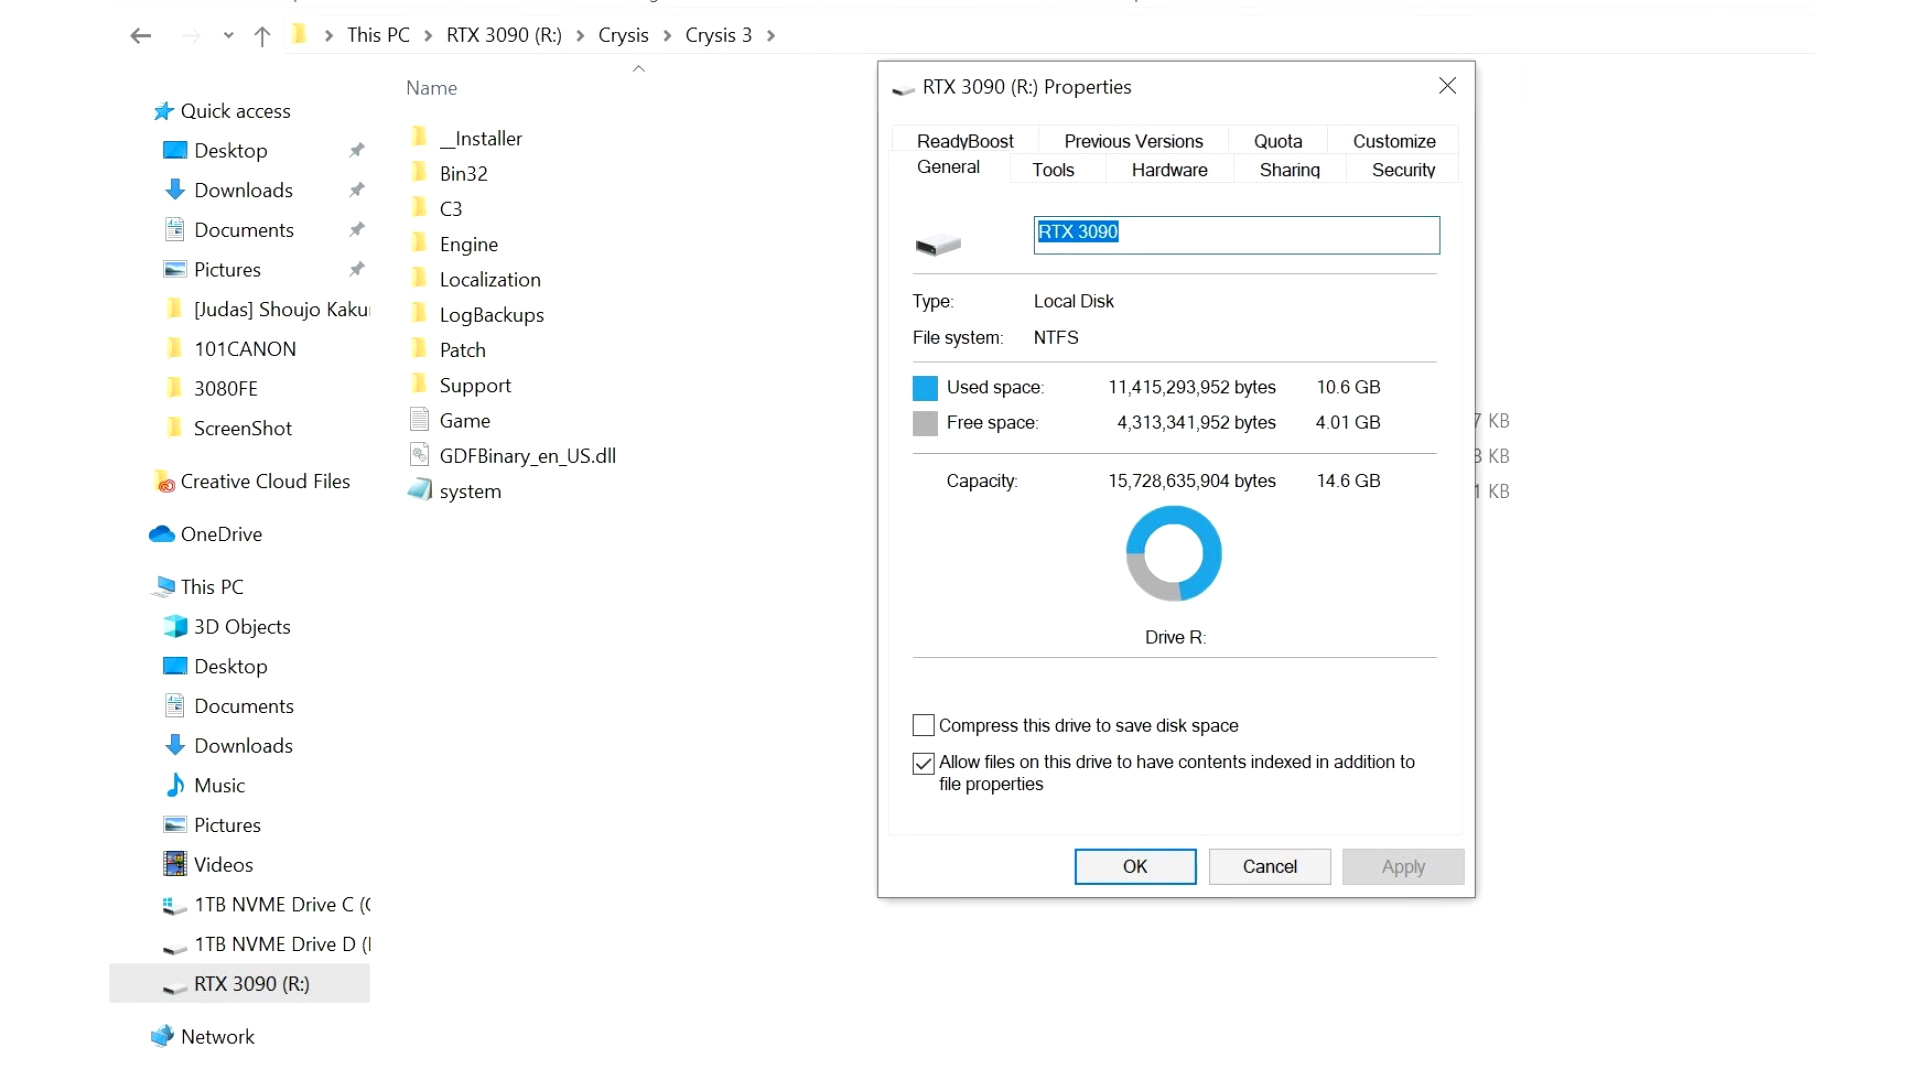 This PC RTX 3090 (R:) Crysis Crysis 3
Quick access
Desktop
Downloads
Documents
Pictures
[Judas] Shoujo Kaku
101CANON
3080FE
ScreenShot
Creative Cloud Files
OneDrive
This PC
3D Objects
Desktop
Documents
Downloads
Music
Pictures
Videos
1TB NVME Drive C (
1TB NVME Drive D (
RTX 3090 (R:)
Network
Name
__Installer
Bin32
C3
Engine
Localization
LogBackups
Patch
Support
Game
GDFBinary_en_US.dll
system
7 KB
3 KB
1 KB
RTX 3090 (R:) Properties
ReadyBoost Previous Versions Quota Customize
General Tools Hardware Sharing Security
RTX 3090
Type: Local Disk
File system: NTFS
Used space: 11,415,293,952 bytes 10.6 GB
Free space: 4,313,341,952 bytes 4.01 GB
Capacity: 15,728,635,904 bytes 14.6 GB
Drive R:
Compress this drive to save disk space
Allow files on this drive to have contents indexed in addition to
file properties
OK Cancel Apply